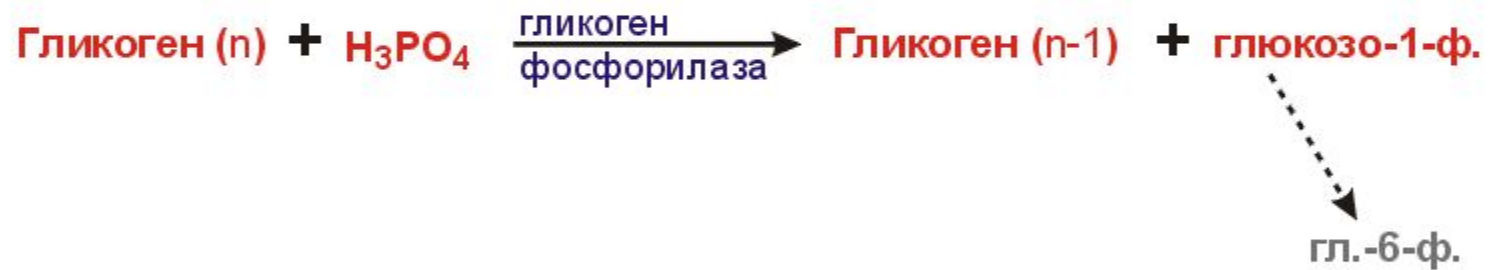 Гликоген (n) + H₃PO₄ гликоген фосфорилаза Гликоген (n-1) + глюкозо-1-ф.
гл.-6-ф.